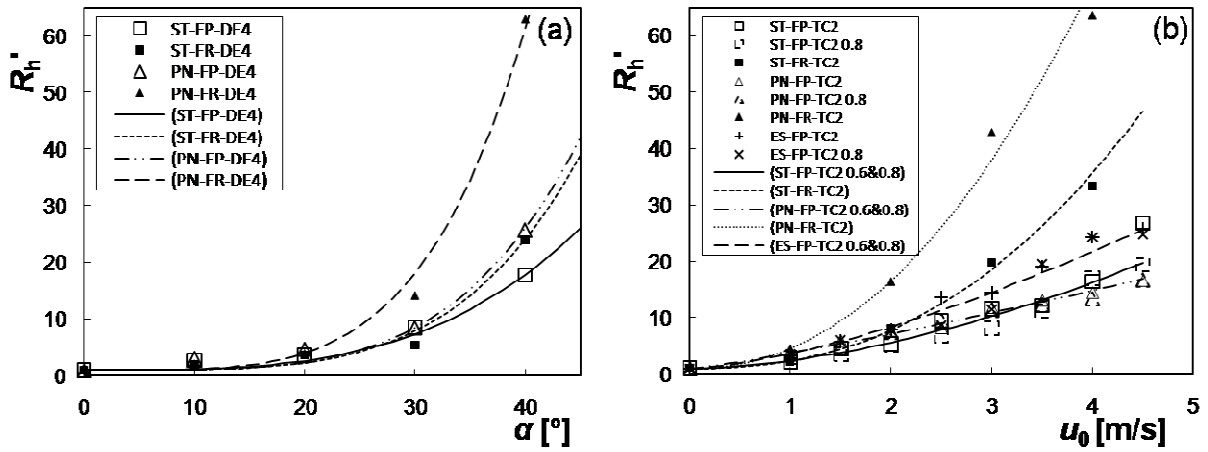 (a)
R_h'
60
50
40
30
20
10
0
ST-FP-DE4
ST-FR-DE4
PN-FP-DE4
PN-FR-DE4
(ST-FP-DE4)
(ST-FR-DE4)
(PN-FP-DE4)
(PN-FR-DE4)
0 10 20 30 40
α [°]
(b)
R_h'
60
50
40
30
20
10
0
ST-FP-TC2
ST-FP-TC2 0.8
ST-FR-TC2
PN-FP-TC2
PN-FP-TC2 0.8
PN-FR-TC2
ES-FP-TC2
ES-FP-TC2 0.8
(ST-FP-TC2 0.6&0.8)
(ST-FR-TC2)
(PN-FP-TC2 0.6&0.8)
(PN-FR-TC2)
(ES-FP-TC2 0.6&0.8)
0 1 2 3 4 5
u_0 [m/s]